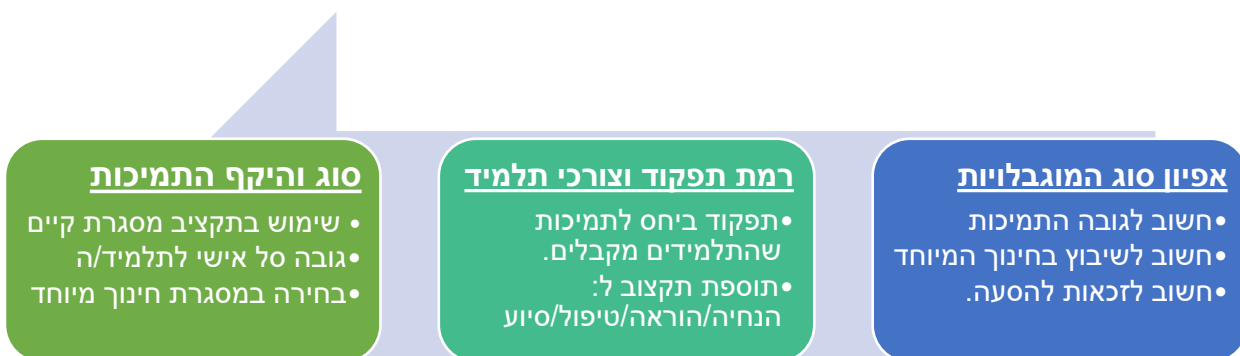 אפיון סוג המוגבלויות
•חשוב לגובה התמיכות
•חשוב לשיבוץ בחינוך המיוחד
•חשוב לזכאות להסעה.
רמת תפקוד וצורכי תלמיד
•תפקוד ביחס לתמיכות
שהתלמידים מקבלים.
•תוספת תקצוב ל:
הנחיה/הוראה/טיפול/סיוע
סוג והיקף התמיכות
• שימוש בתקציב מסגרת קיים
•גובה סל אישי לתלמיד/ה
•בחירה במסגרת חינוך מיוחד